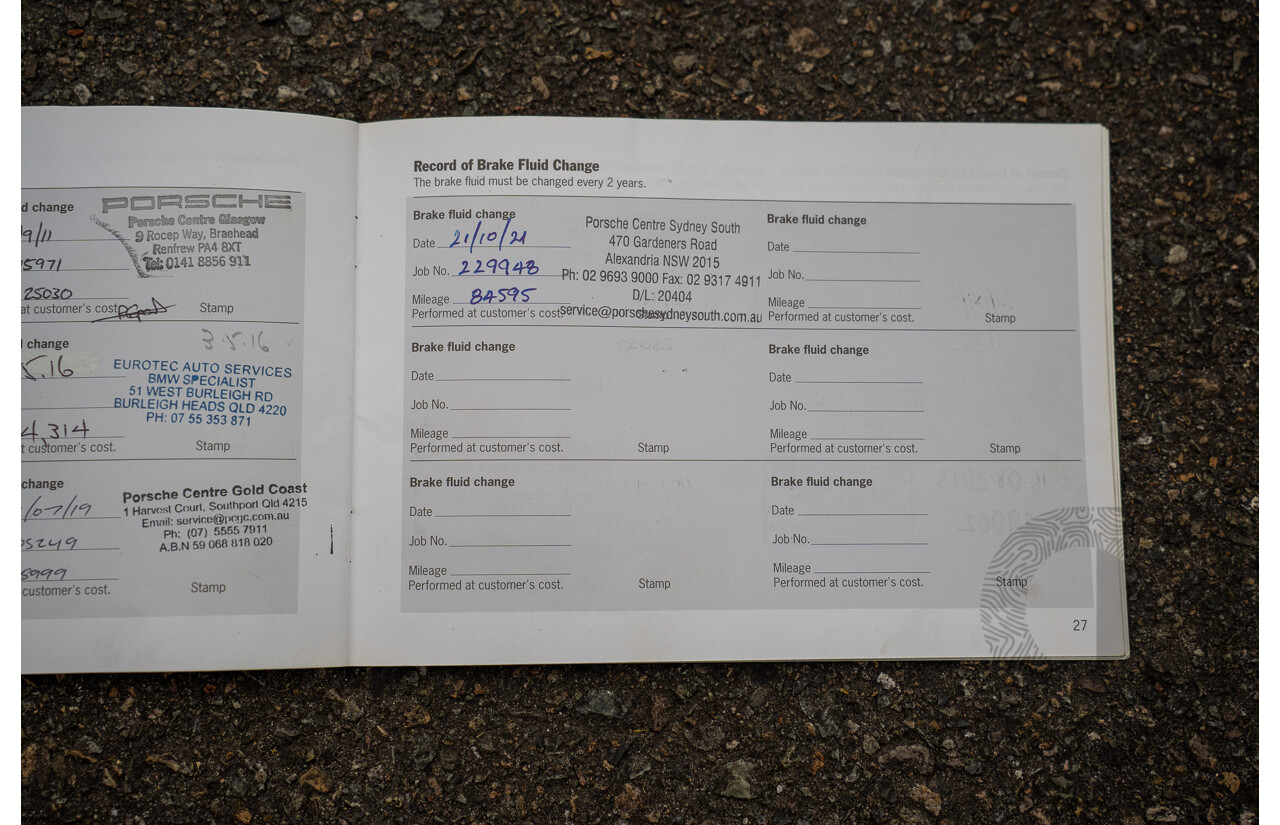 d change
9/11
5971
25030
at customer's cost.
Stamp
PORSCHE
Porsche Centre Glasgow
9 Rocep Way, Braehead
Renfrew PA4 8XT
Tel: 0141 8856 911
change
5.16
4,314
t customer's cost.
3.5.16
EUROTEC AUTO SERVICES
BMW SPECIALIST
51 WEST BURLEIGH RD
BURLEIGH HEADS QLD 4220
PH: 07 55 353 871
Stamp
change
/07/19
05249
5999
customer's cost.
Porsche Centre Gold Coast
1 Harvest Court, Southport Qld 4215
Email: service@pcgc.com.au
Ph: (07) 5555 7911
A.B.N 59 068 818 020
Stamp
Record of Brake Fluid Change
The brake fluid must be changed every 2 years.
Brake fluid change
Date 21/10/21
Job No. 229948
Mileage 84595
Performed at customer's cost.
Stamp
Porsche Centre Sydney South
470 Gardeners Road
Alexandria NSW 2015
Ph: 02 9693 9000 Fax: 02 9317 4911
D/L: 20404
service@porschesydneysouth.com.au
Brake fluid change
Date
Job No.
Mileage
Performed at customer's cost.
Stamp
Brake fluid change
Date
Job No.
Mileage
Performed at customer's cost.
Stamp
Brake fluid change
Date
Job No.
Mileage
Performed at customer's cost.
Stamp
Brake fluid change
Date
Job No.
Mileage
Performed at customer's cost.
Stamp
Brake fluid change
Date
Job No.
Mileage
Performed at customer's cost.
Stamp
27